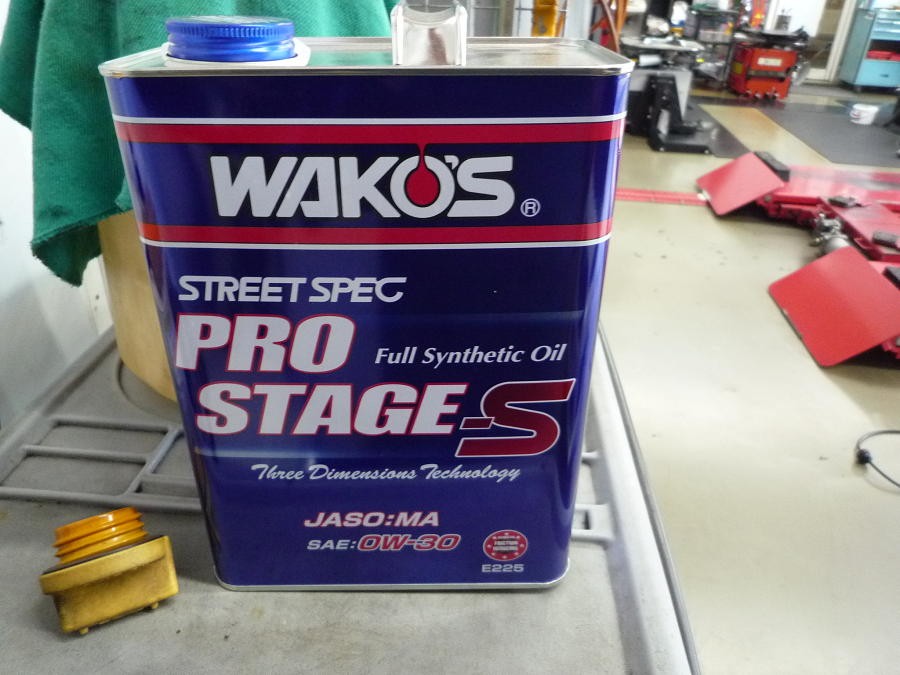 WAKO'S®
STREET SPEC
PRO
Full Synthetic Oil
STAGE-S
Three Dimensions Technology
JASO:MA
SAE:0W-30
E225